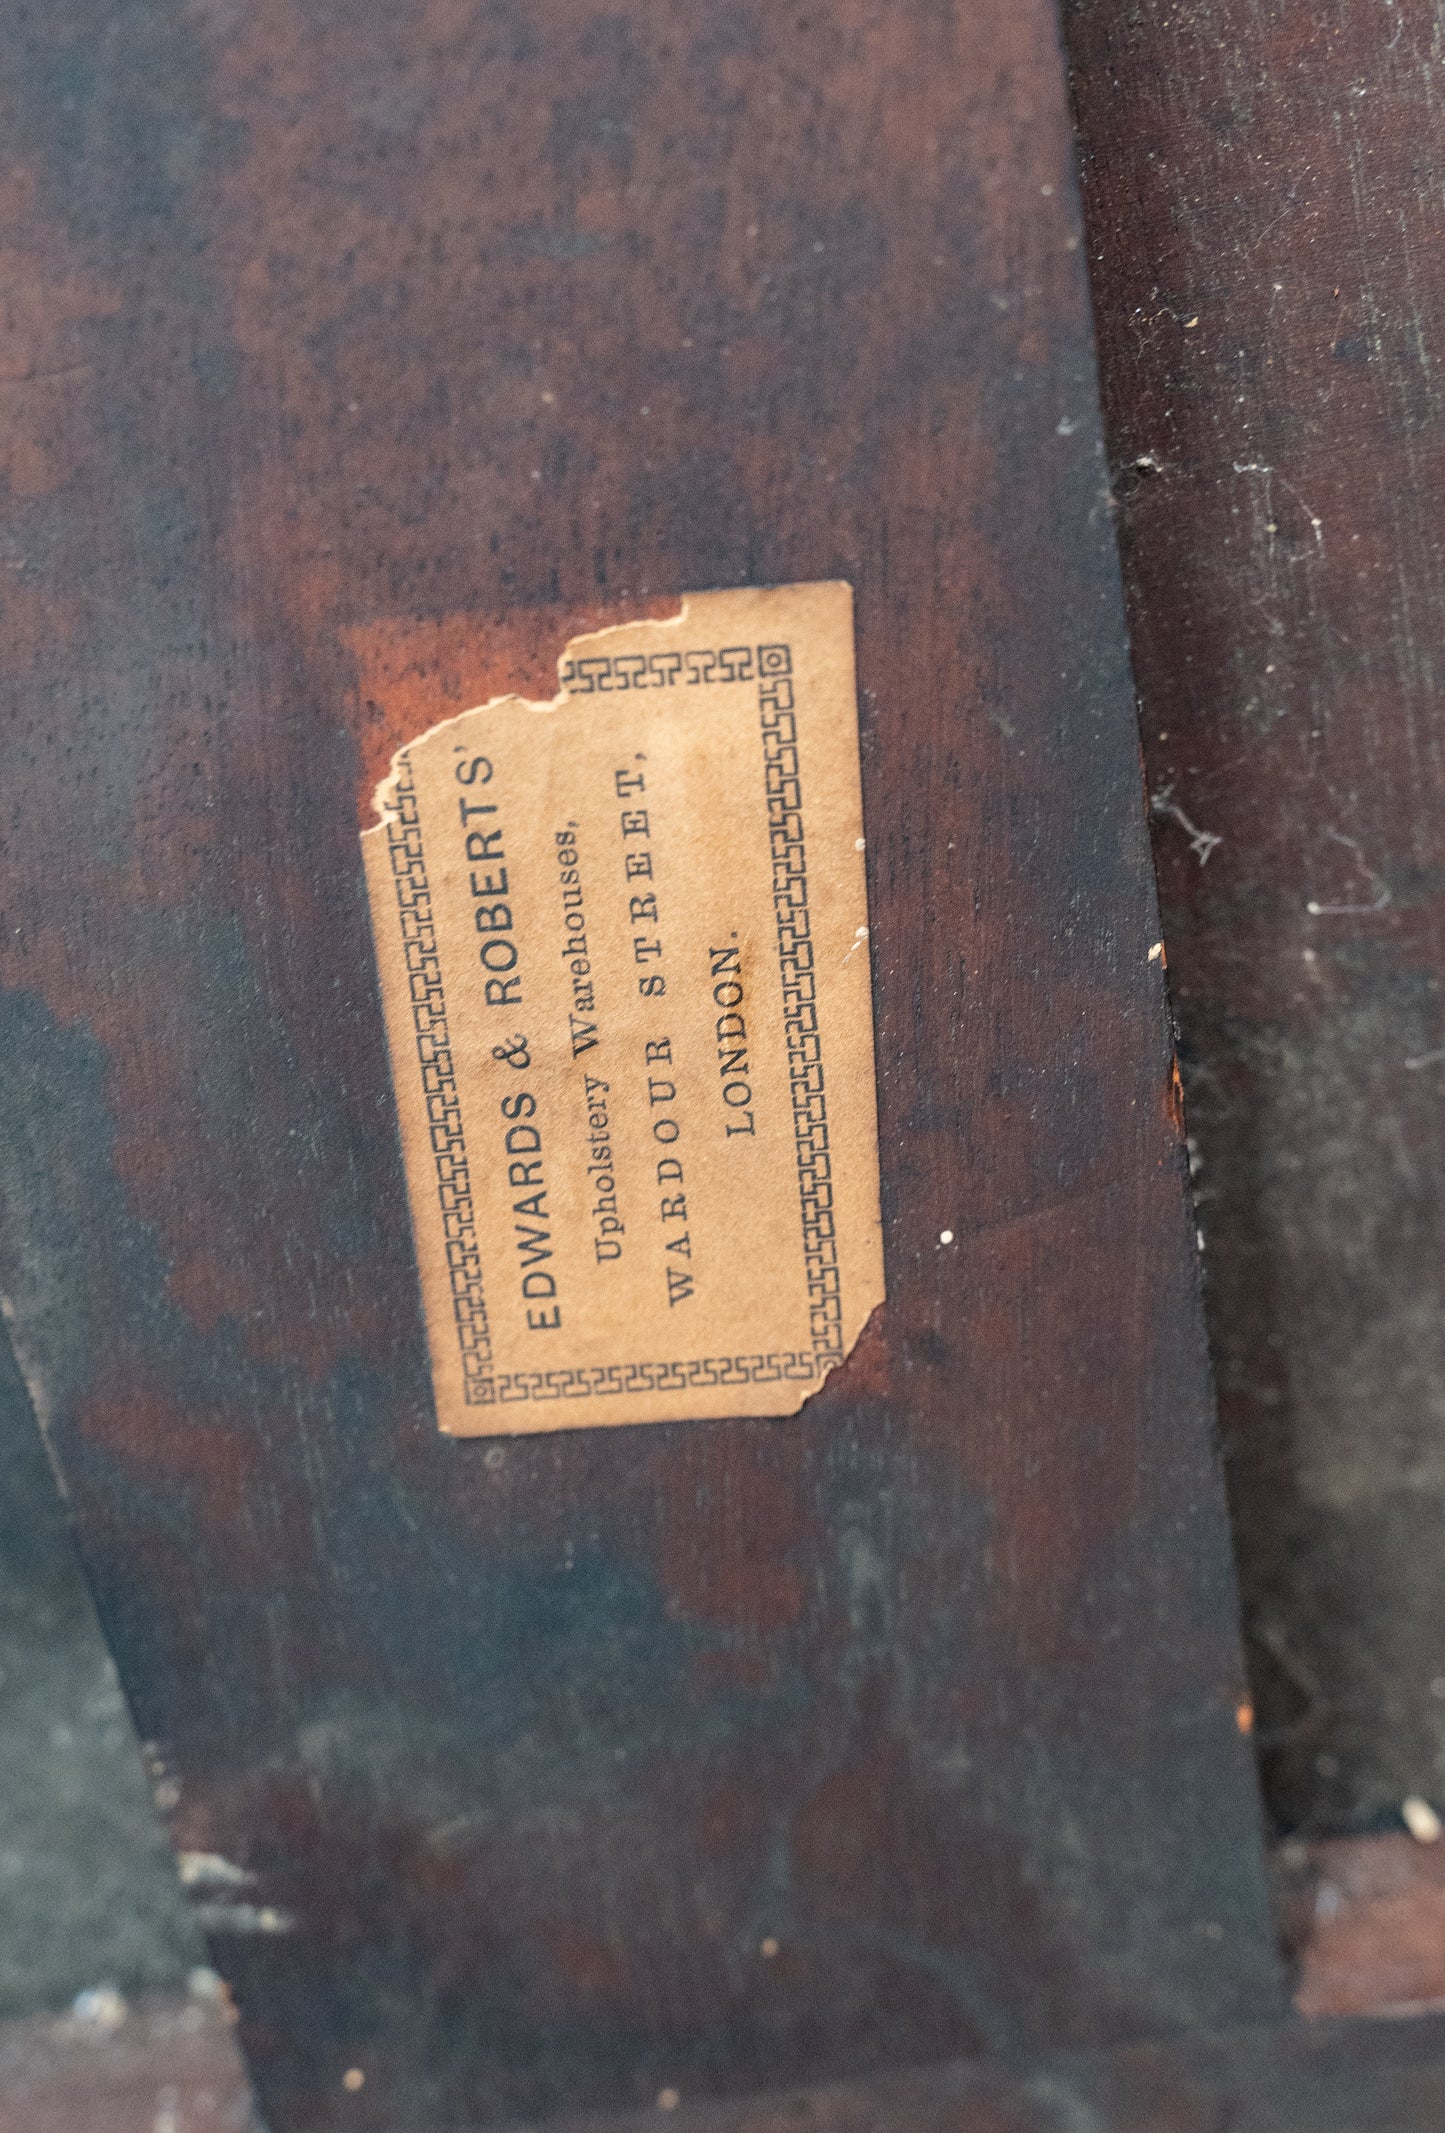 EDWARDS & ROBERTS'
Upholstery Warehouses,
WARDOUR STREET,
LONDON.